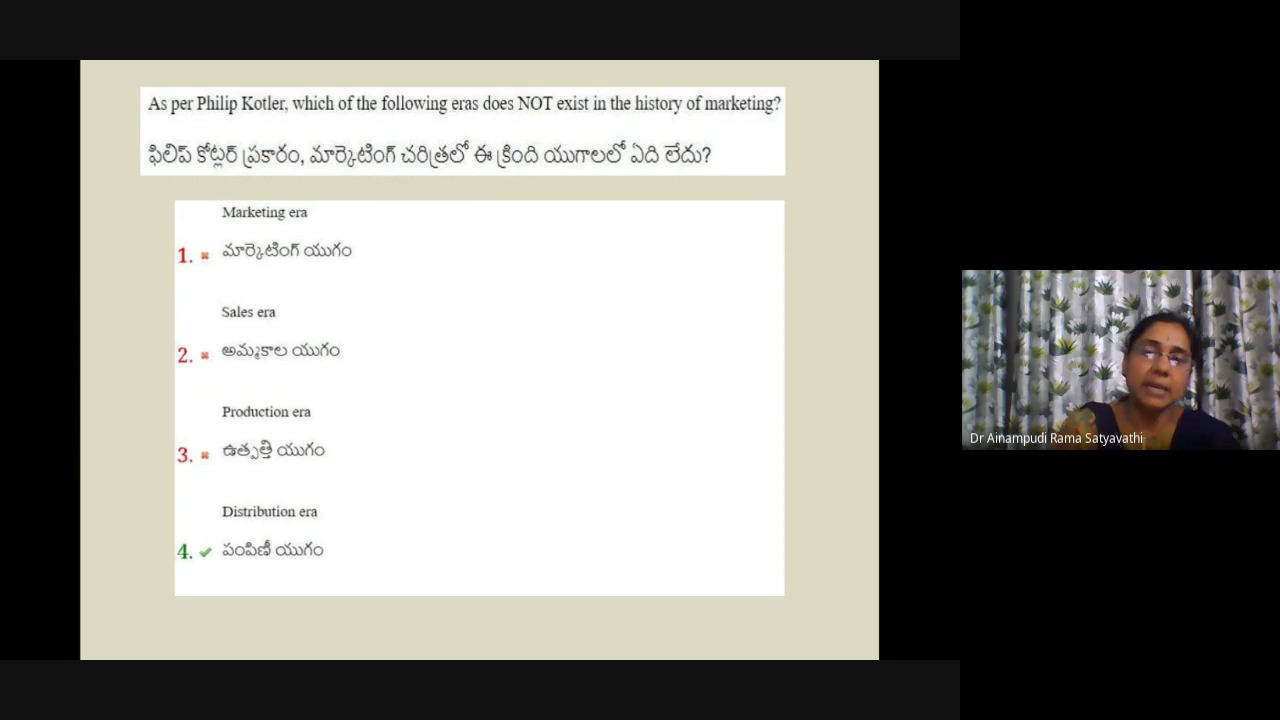 As per Philip Kotler, which of the following eras does NOT exist in the history of marketing?
ఫిలిప్ కోట్లర్ ప్రకారం, మార్కెటింగ్ చరిత్రలో ఈ క్రింది యుగాలలో ఏది లేదు?
Marketing era
1. మార్కెటింగ్ యుగం
Sales era
2. అమ్మకాల యుగం
Production era
3. ఉత్పత్తి యుగం
Distribution era
4. పంపిణీ యుగం
Dr Ainampudi Rama Satyavathi